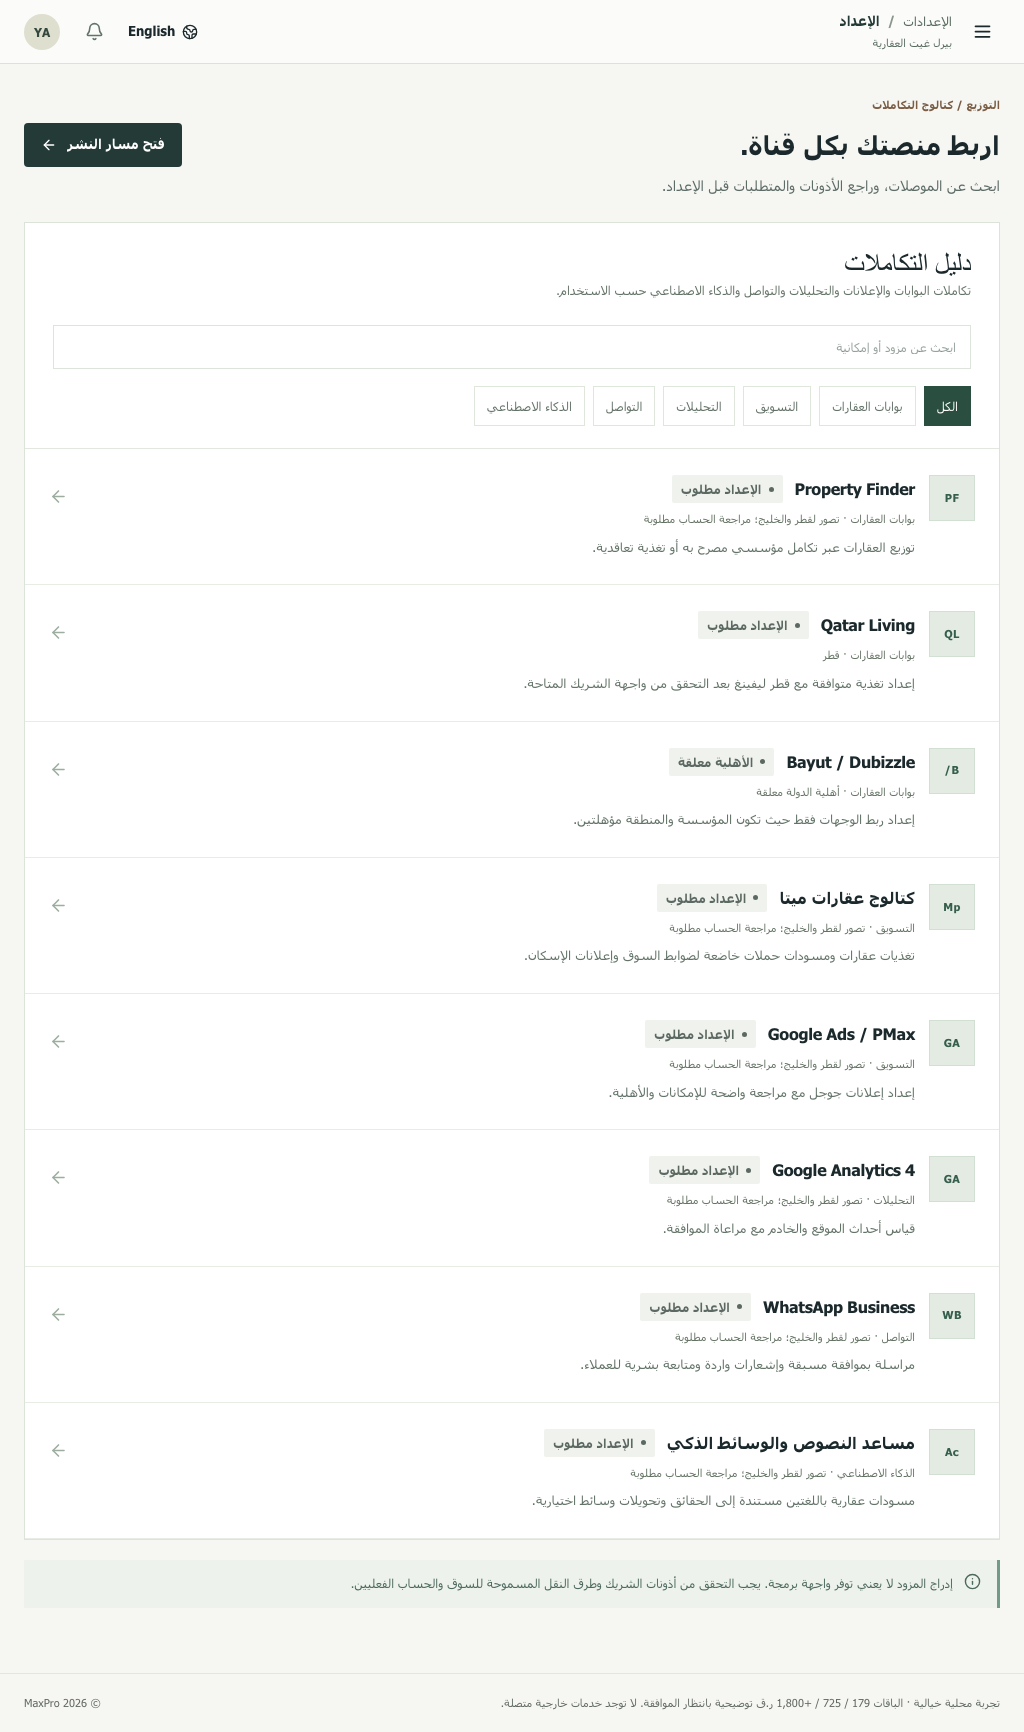 الإعدادات / الإعداد
بيرل غيت العقارية
English
YA
التوزيع / كتالوج التكاملات
اربط منصتك بكل قناة.
فتح مسار النشر
ابحث عن الموصلات، وراجع الأذونات والمتطلبات قبل الإعداد.
دليل التكاملات
تكاملات البوابات والإعلانات والتحليلات والتواصل والذكاء الاصطناعي حسب الاستخدام.
ابحث عن مزود أو إمكانية
الكل
بوابات العقارات
التسويق
التحليلات
التواصل
الذكاء الاصطناعي
PF
Property Finder
الإعداد مطلوب
بوابات العقارات · تصور لقطر والخليج؛ مراجعة الحساب مطلوبة
توزيع العقارات عبر تكامل مؤسسي مصرح به أو تغذية تعاقدية.
QL
Qatar Living
الإعداد مطلوب
بوابات العقارات · قطر
إعداد تغذية متوافقة مع قطر ليفينغ بعد التحقق من واجهة الشريك المتاحة.
B/
Bayut / Dubizzle
الأهلية معلقة
بوابات العقارات · أهلية الدولة معلقة
إعداد ربط الوجهات فقط حيث تكون المؤسسة والمنطقة مؤهلتين.
Mp
كتالوج عقارات ميتا
الإعداد مطلوب
التسويق · تصور لقطر والخليج؛ مراجعة الحساب مطلوبة
تغذيات عقارات ومسودات حملات خاضعة لضوابط السوق وإعلانات الإسكان.
GA
Google Ads / PMax
الإعداد مطلوب
التسويق · تصور لقطر والخليج؛ مراجعة الحساب مطلوبة
إعداد إعلانات جوجل مع مراجعة واضحة للإمكانات والأهلية.
GA
Google Analytics 4
الإعداد مطلوب
التحليلات · تصور لقطر والخليج؛ مراجعة الحساب مطلوبة
قياس أحداث الموقع والخادم مع مراعاة الموافقة.
WB
WhatsApp Business
الإعداد مطلوب
التواصل · تصور لقطر والخليج؛ مراجعة الحساب مطلوبة
مراسلة بموافقة مسبقة وإشعارات واردة ومتابعة بشرية للعملاء.
Ac
مساعد النصوص والوسائط الذكي
الإعداد مطلوب
الذكاء الاصطناعي · تصور لقطر والخليج؛ مراجعة الحساب مطلوبة
مسودات عقارية باللغتين مستندة إلى الحقائق وتحويلات وسائط اختيارية.
إدراج المزود لا يعني توفر واجهة برمجة. يجب التحقق من أذونات الشريك وطرق النقل المسموحة للسوق والحساب الفعليين.
تجربة محلية خيالية · الباقات 179 / 725 / 1,800+ ر.ق توضيحية بانتظار الموافقة. لا توجد خدمات خارجية متصلة.
© 2026 MaxPro